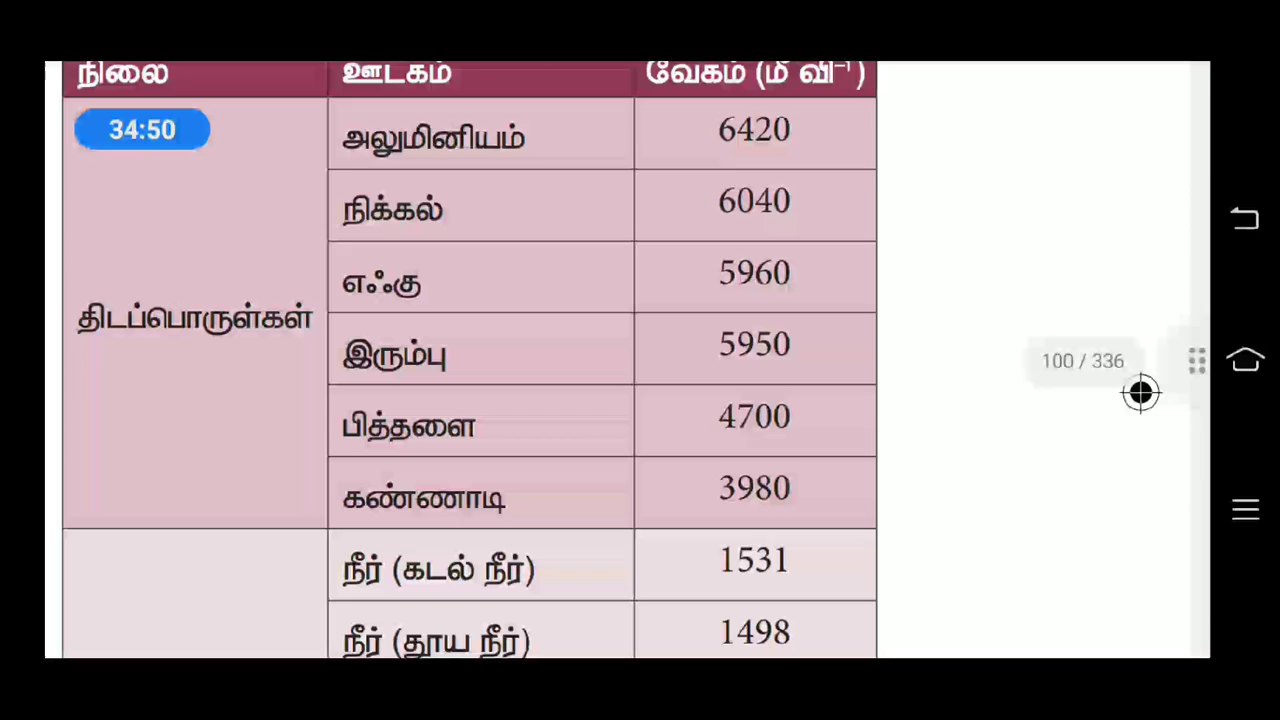 நிலை ஊடகம் வேகம் (மீ வி⁻¹)
34:50
அலுமினியம் 6420
நிக்கல் 6040
எஃகு 5960
திடப்பொருள்கள்
இரும்பு 5950
100 / 336
பித்தளை 4700
கண்ணாடி 3980
நீர் (கடல் நீர்) 1531
நீர் (தூய நீர்) 1498